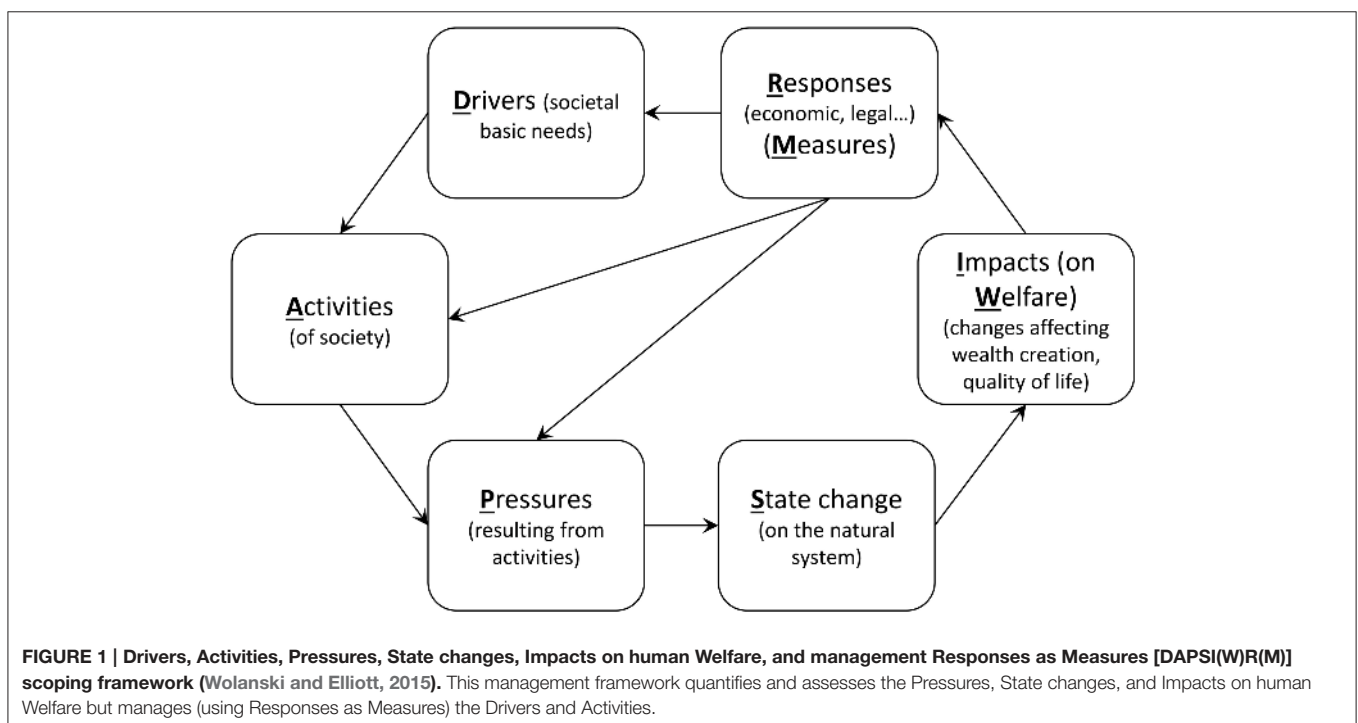 Drivers (societal
basic needs)
Responses
(economic, legal...)
(Measures)
Activities
(of society)
Impacts (on
Welfare)
(changes affecting
wealth creation,
quality of life)
Pressures
(resulting from
activities)
State change
(on the natural
system)
FIGURE 1 | Drivers, Activities, Pressures, State changes, Impacts on human Welfare, and management Responses as Measures [DAPSI(W)R(M)]
scoping framework (Wolanski and Elliott, 2015). This management framework quantifies and assesses the Pressures, State changes, and Impacts on human
Welfare but manages (using Responses as Measures) the Drivers and Activities.